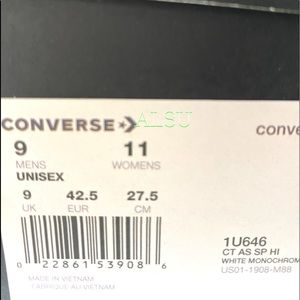 CONVERSE ALSU
conve
9 11
MENS WOMENS
UNISEX
9 42.5 27.5
UK EUR CM
1U646
CT AS SP HI
WHITE MONOCHROM
US01-1908-M88
0 22861 53908 6
MADE IN VIETNAM
FABRIQUÉ AU VIETNAM